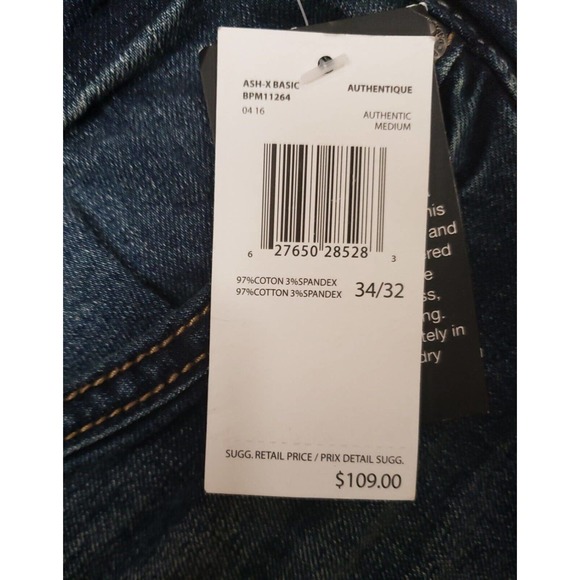 ASH-X BASIC AUTHENTIQUE
BPM11264
04 16 AUTHENTIC
MEDIUM
6 27650 28528 3
97%COTON 3%SPANDEX
97%COTTON 3%SPANDEX 34/32
SUGG. RETAIL PRICE / PRIX DETAIL SUGG.
$109.00
and